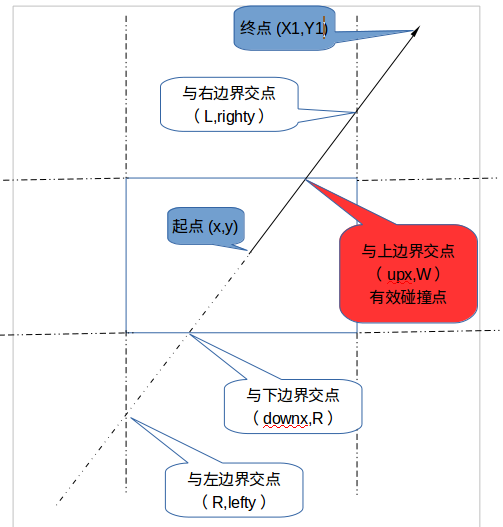 终点 (X1,Y1)
与右边界交点
（ L,righty ）
起点 (x,y)
与上边界交点
（ upx,W ）
有效碰撞点
与下边界交点
（ downx,R ）
与左边界交点
（ R,lefty ）